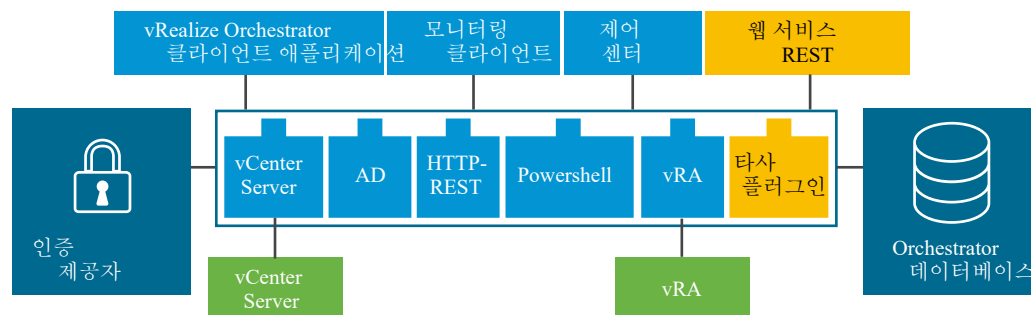 vRealize Orchestrator
클라이언트 애플리케이션
모니터링
클라이언트
제어
센터
웹 서비스
REST
인증
제공자
vCenter
Server
AD
HTTP-
REST
Powershell
vRA
타사
플러그인
Orchestrator
데이터베이스
vCenter
Server
vRA